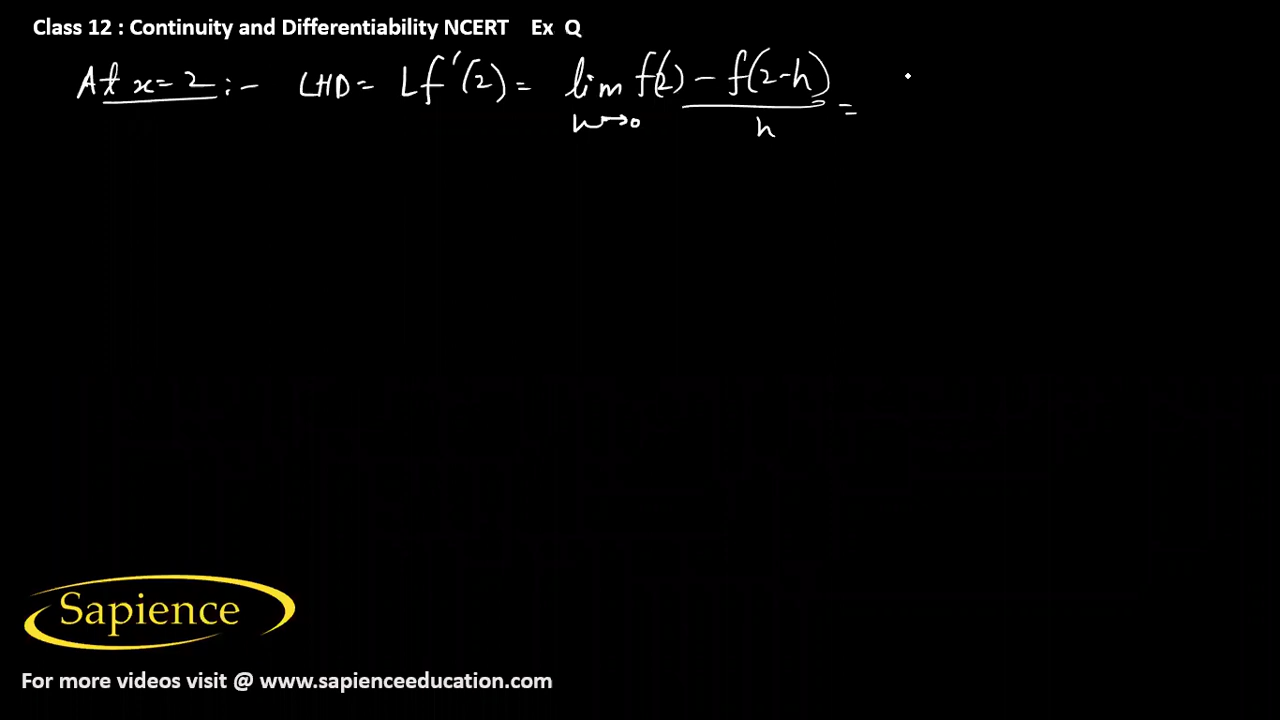 Class 12 : Continuity and Differentiability NCERT Ex Q
At x = 2 :- LHD = Lf'(2) = lim h→0 f(2) - f(2-h) / h =
Sapience
For more videos visit @ www.sapienceeducation.com